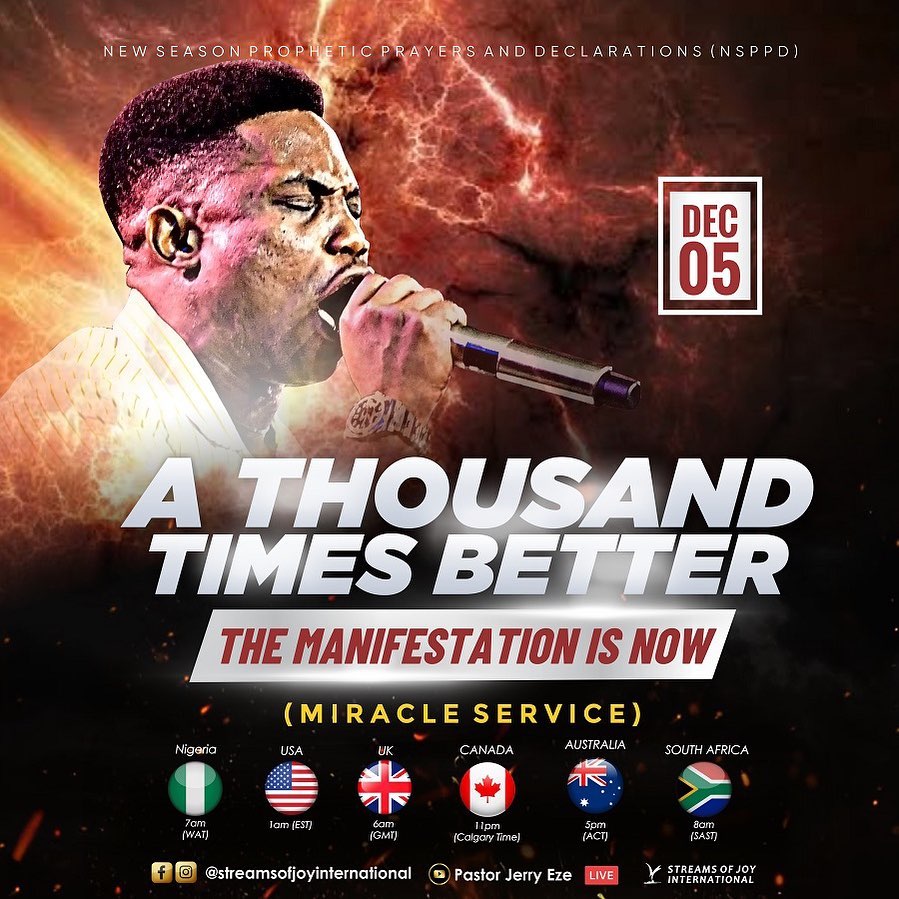 NEW SEASON PROPHETIC PRAYERS AND DECLARATIONS (NSPPD)
DEC
05
A THOUSAND
TIMES BETTER
THE MANIFESTATION IS NOW
(MIRACLE SERVICE)
Nigeria USA UK CANADA AUSTRALIA SOUTH AFRICA
7am 1am (EST) 6am 11pm 5pm 8am
(WAT) (GMT) (Calgary Time) (ACT) (SAST)
@streamsofjoyinternational Pastor Jerry Eze LIVE STREAMS OF JOY
INTERNATIONAL